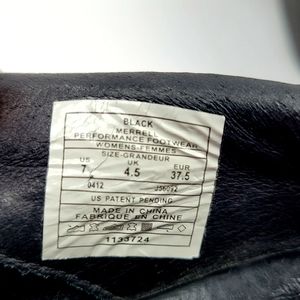 BLACK
MERRELL
PERFORMANCE FOOTWEAR
WOMENS-FEMMES
SIZE-GRANDEUR
US UK EUR
7 4.5 37.5
0412
US PATENT PENDING
MADE IN CHINA
FABRIQUE EN CHINE
1133724